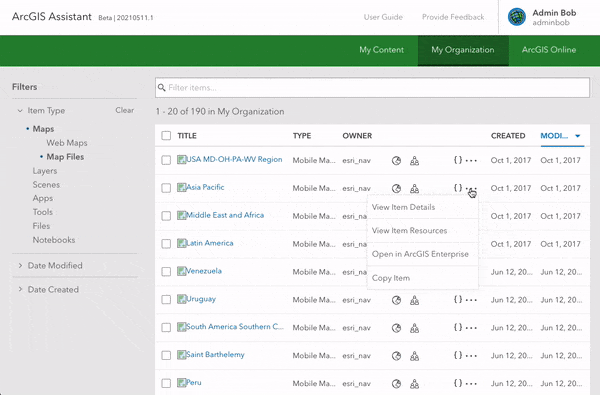 ArcGIS Assistant Beta | 20210511.1 User Guide Provide Feedback Admin Bob
adminbob
My Content My Organization ArcGIS Online
Filters
Item Type Clear
Maps
Web Maps
Map Files
Layers
Scenes
Apps
Tools
Files
Notebooks
Date Modified
Date Created
Filter items...
1 - 20 of 190 in My Organization
TITLE TYPE OWNER CREATED MODI...
USA MD-OH-PA-WV Region Mobile Ma... esri_nav { } ••• Oct 1, 2017 Oct 1, 2017
Asia Pacific Mobile Ma... esri_nav { } ••• Oct 1, 2017 Oct 1, 2017
Middle East and Africa Mobile Ma... esri_nav Oct 1, 2017 Oct 1, 2017
Latin America Mobile Ma... esri_nav Oct 1, 2017 Oct 1, 2017
Venezuela Mobile Ma... esri_nav Jun 12, 20... Jun 12, 20...
Uruguay Mobile Ma... esri_nav { } ••• Jun 12, 20... Jun 12, 20...
South America Southern C... Mobile Ma... esri_nav { } ••• Jun 12, 20... Jun 12, 20...
Saint Barthelemy Mobile Ma... esri_nav { } ••• Jun 12, 20... Jun 12, 20...
Peru Mobile Ma... esri_nav { } ••• Jun 12, 20... Jun 12, 20...
View Item Details
View Item Resources
Open in ArcGIS Enterprise
Copy Item